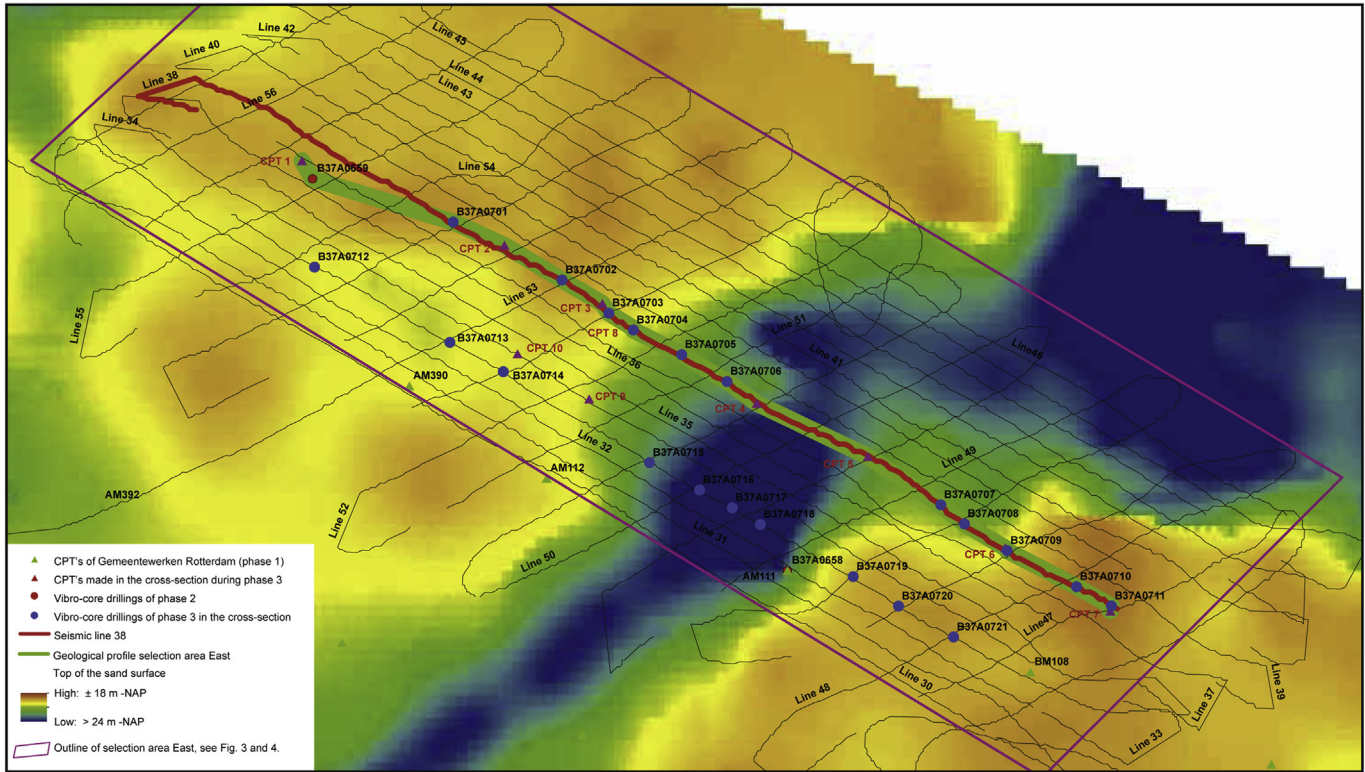 Line 42
Line 45
Line 40
Line 44
Line 38
Line 43
Line 56
Line 34
CPT 1
B37A0659
Line 54
B37A0701
CPT 2
B37A0712
B37A0702
Line 53
B37A0703
CPT 3
B37A0704
CPT 8
Line 55
Line 51
B37A0713
CPT 10
B37A0705
Line 41
Line46
Line 36
B37A0714
AM390
B37A0706
CPT 9
CPT 4
Line 35
Line 32
B37A0715
CPT 5
Line 49
AM112
B37A0716
AM392
B37A0717
B37A0707
Line 52
B37A0718
B37A0708
Line 31
B37A0709
CPT 6
Line 50
B37A0658
AM111
B37A0719
B37A0710
B37A0720
B37A0711
CPT 7
B37A0721
Line47
BM108
Line 30
Line 48
Line 39
Line 37
Line 33
CPT's of Gemeentewerken Rotterdam (phase 1)
CPT's made in the cross-section during phase 3
Vibro-core drillings of phase 2
Vibro-core drillings of phase 3 in the cross-section
Seismic line 38
Geological profile selection area East
Top of the sand surface
High: ± 18 m -NAP
Low: > 24 m -NAP
Outline of selection area East, see Fig. 3 and 4.